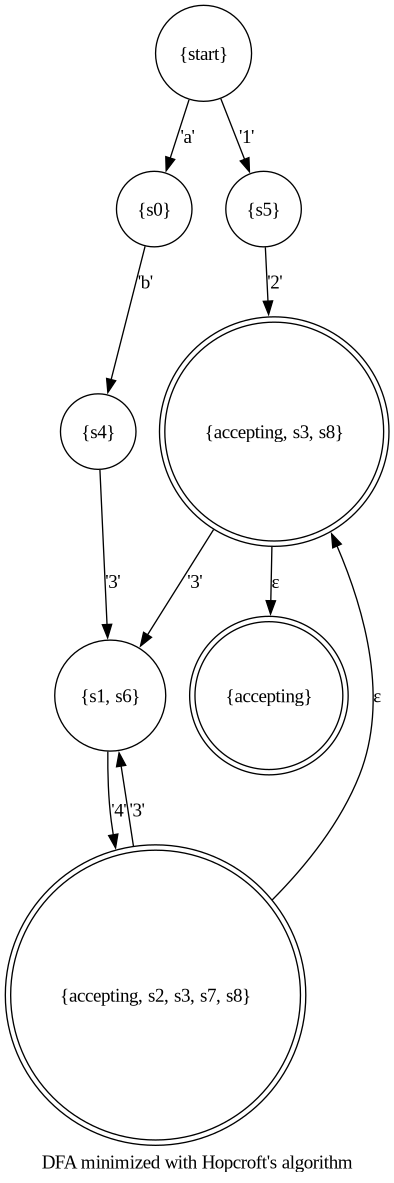 {start}
'a'
'1'
{s0}
{s5}
'b'
'2'
{s4}
{accepting, s3, s8}
'3'
'3'
ε
{s1, s6}
{accepting}
ε
'4'
'3'
{accepting, s2, s3, s7, s8}
DFA minimized with Hopcroft's algorithm